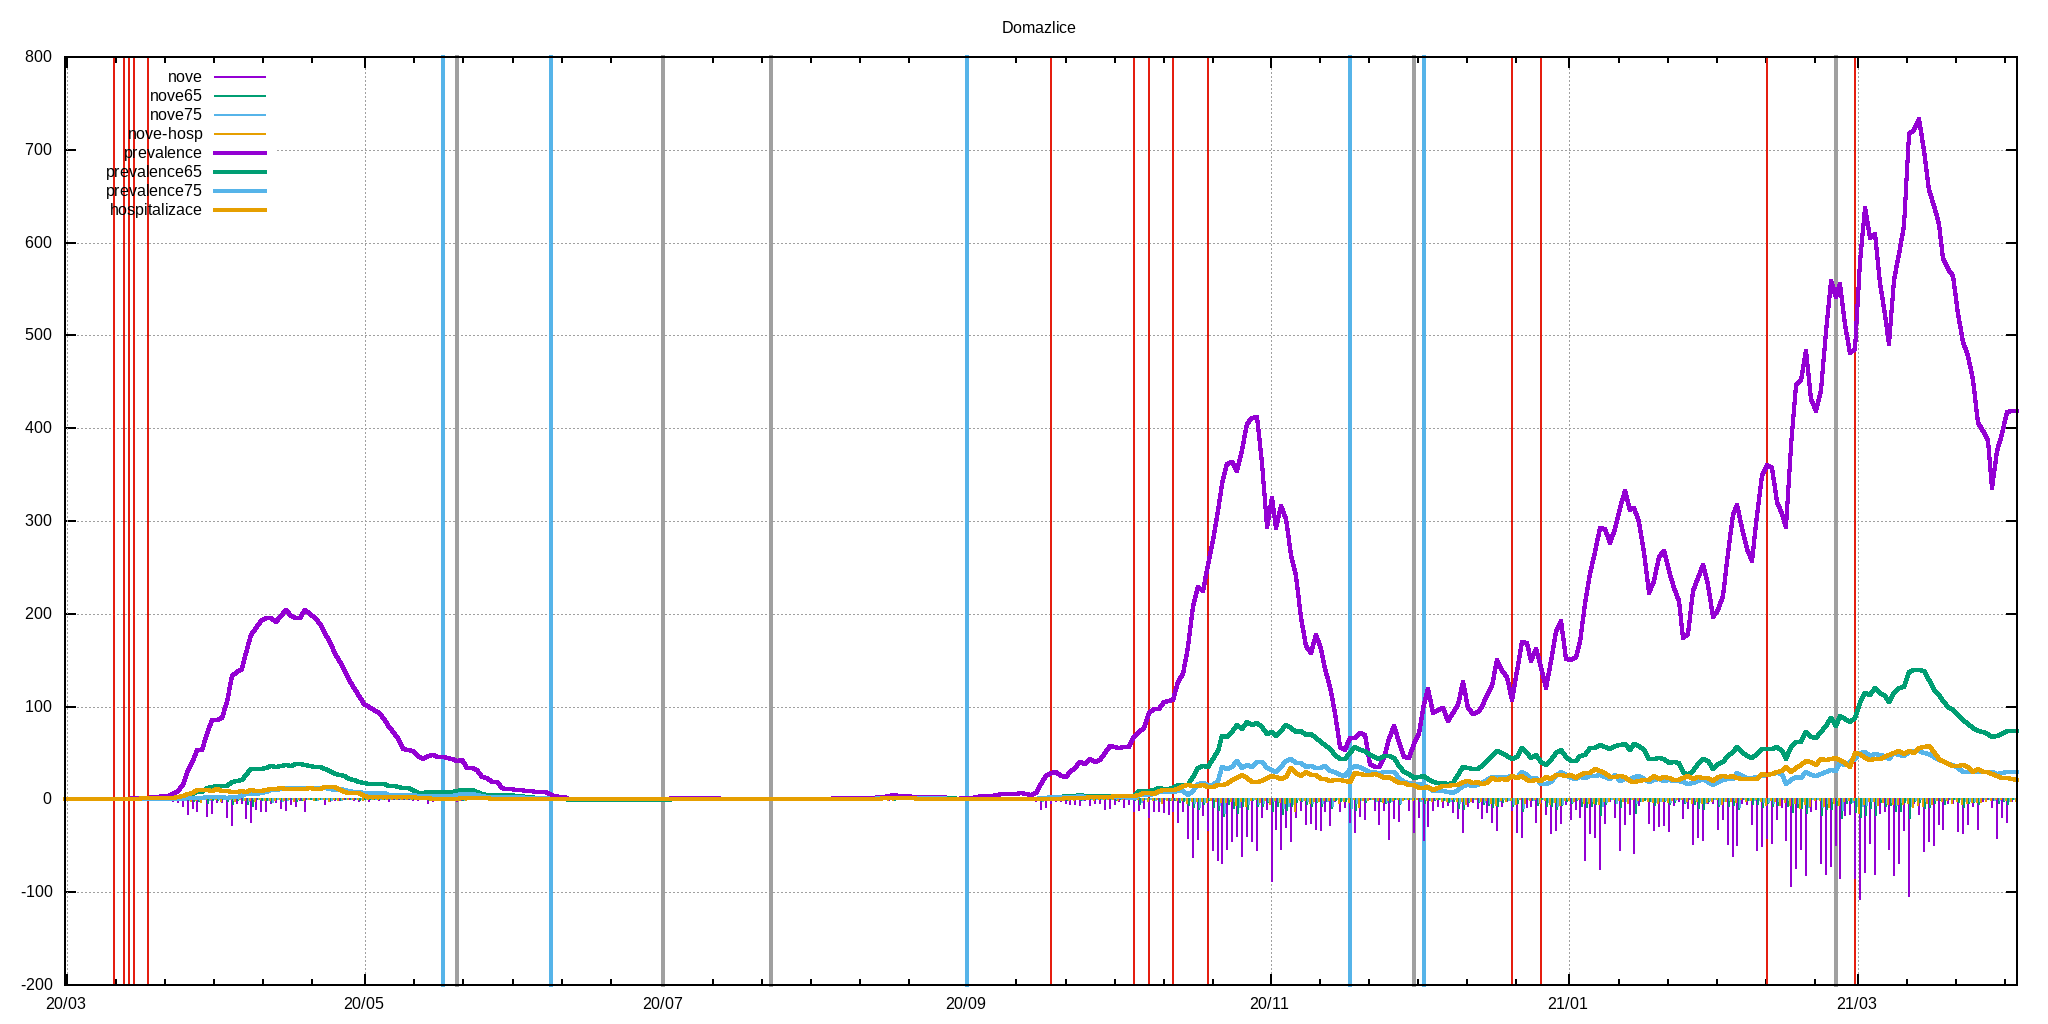 Domazlice
800
700
600
500
400
300
200
100
0
-100
-200
nove
nove65
nove75
nove-hosp
prevalence
prevalence65
prevalence75
hospitalizace
20/03
20/05
20/07
20/09
20/11
21/01
21/03